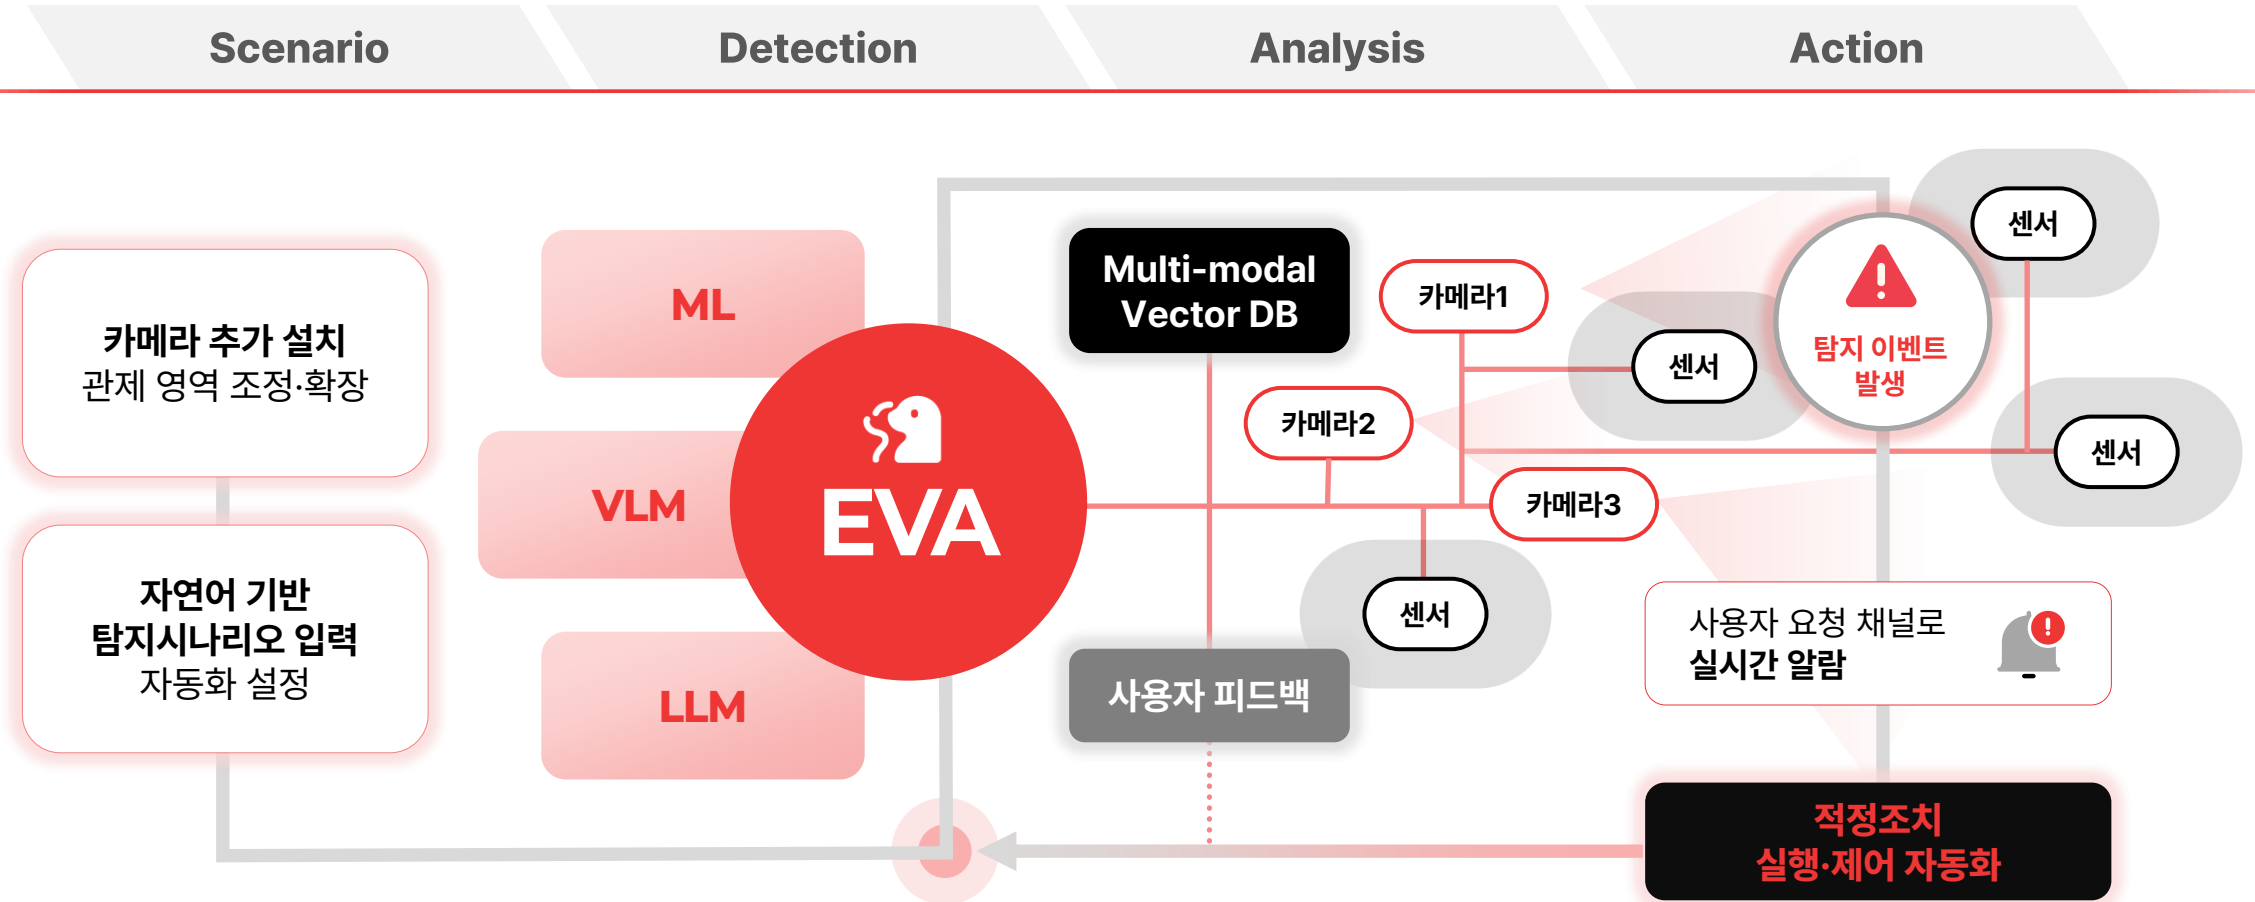 Scenario
Detection
Analysis
Action
카메라 추가 설치
관제 영역 조정·확장
자연어 기반
탐지시나리오 입력
자동화 설정
ML
VLM
LLM
EVA
Multi-modal
Vector DB
사용자 피드백
카메라1
카메라2
카메라3
센서
센서
센서
센서
탐지 이벤트
발생
사용자 요청 채널로
실시간 알람
적정조치
실행·제어 자동화